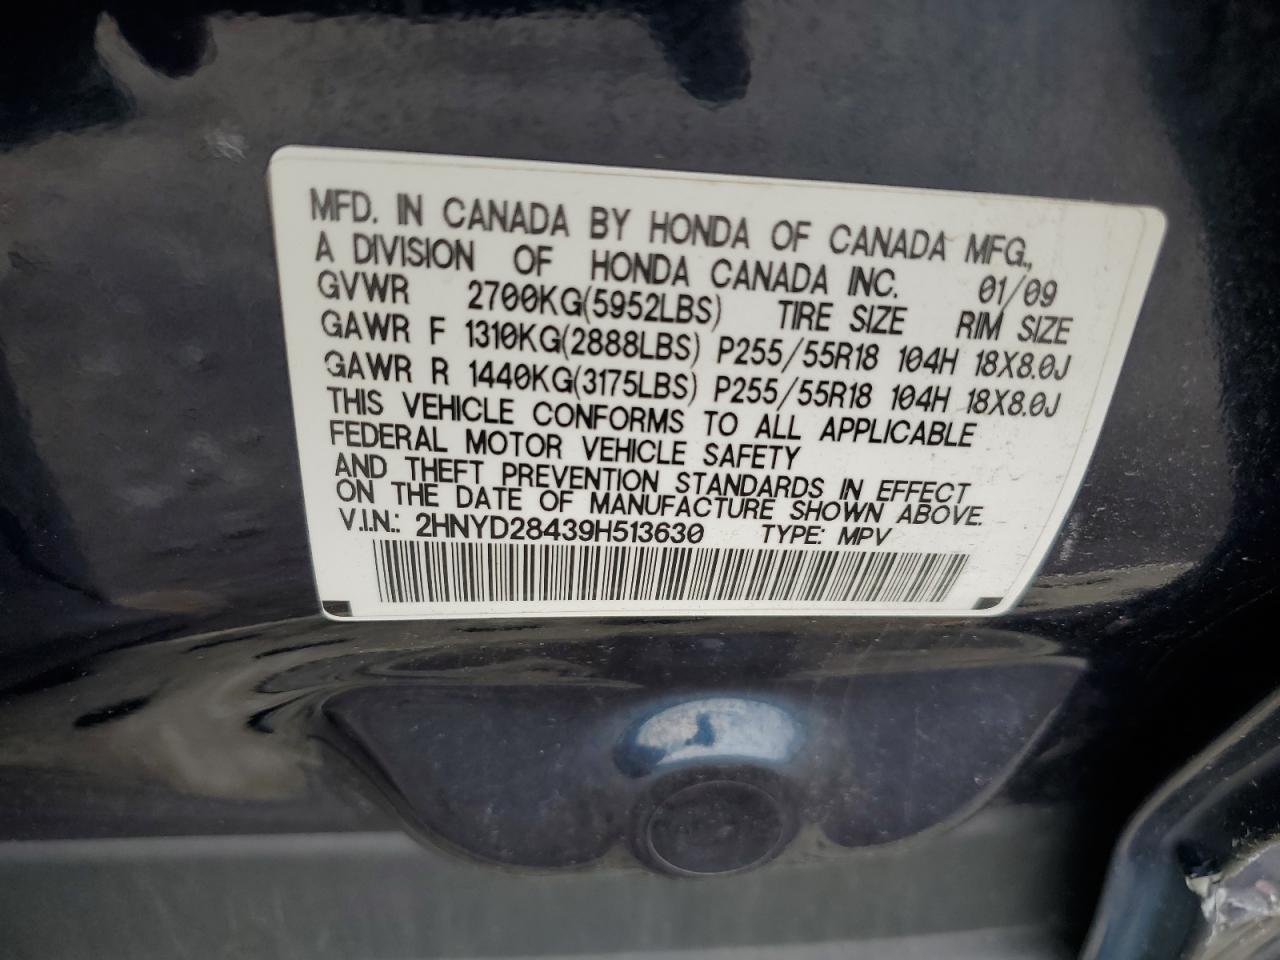 MFD. IN CANADA BY HONDA OF CANADA MFG.,
A DIVISION OF HONDA CANADA INC. 01/09
GVWR 2700KG(5952LBS) TIRE SIZE RIM SIZE
GAWR F 1310KG(2888LBS) P255/55R18 104H 18X8.0J
GAWR R 1440KG(3175LBS) P255/55R18 104H 18X8.0J
THIS VEHICLE CONFORMS TO ALL APPLICABLE
FEDERAL MOTOR VEHICLE SAFETY
AND THEFT PREVENTION STANDARDS IN EFFECT
ON THE DATE OF MANUFACTURE SHOWN ABOVE.
V.I.N.: 2HNYD28439H513630 TYPE: MPV